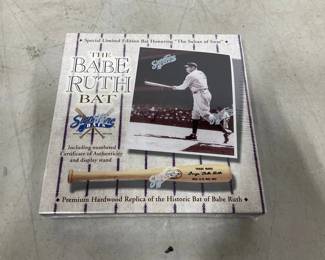 Special Limited Edition Bat Honoring "The Sultan of Swat"
THE
BABE
RUTH
BAT
Including numbered
Certificate of Authenticity
and display stand
Premium Hardwood Replica of the Historic Bat of Babe Ruth